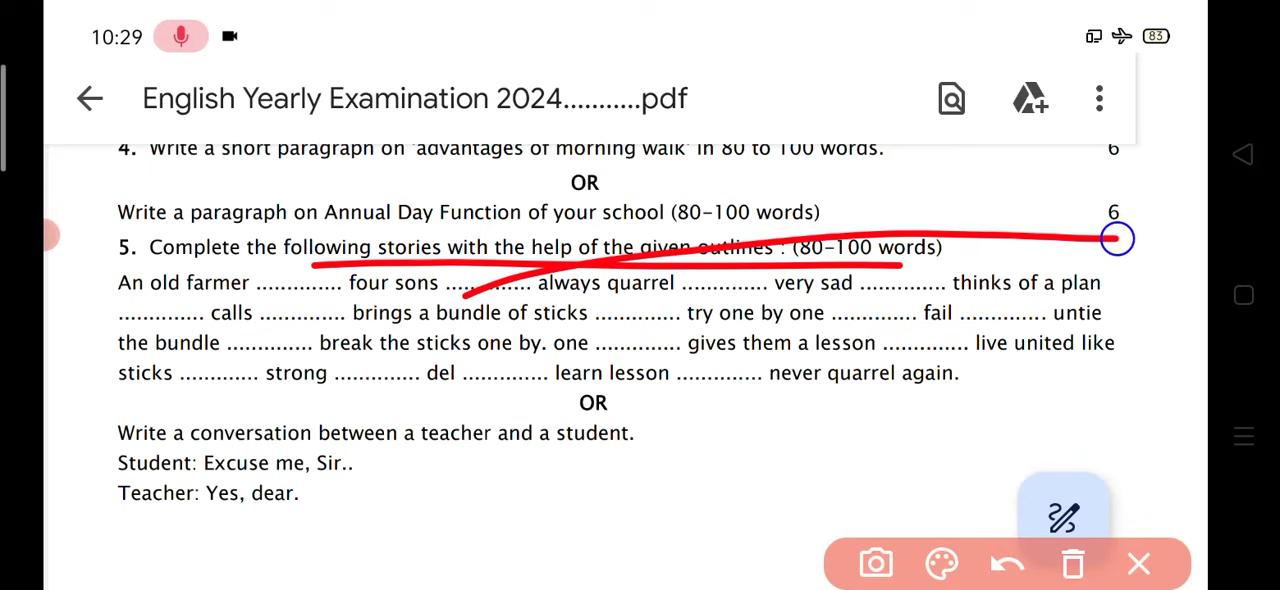 10:29
83
English Yearly Examination 2024...........pdf
4. Write a short paragraph on 'advantages of morning walk' in 80 to 100 words. 6
OR
Write a paragraph on Annual Day Function of your school (80-100 words) 6
5. Complete the following stories with the help of the given outlines : (80-100 words)
An old farmer .............. four sons .............. always quarrel .............. very sad .............. thinks of a plan
.............. calls .............. brings a bundle of sticks .............. try one by one .............. fail .............. untie
the bundle .............. break the sticks one by. one .............. gives them a lesson .............. live united like
sticks .............. strong .............. del .............. learn lesson .............. never quarrel again.
OR
Write a conversation between a teacher and a student.
Student: Excuse me, Sir..
Teacher: Yes, dear.